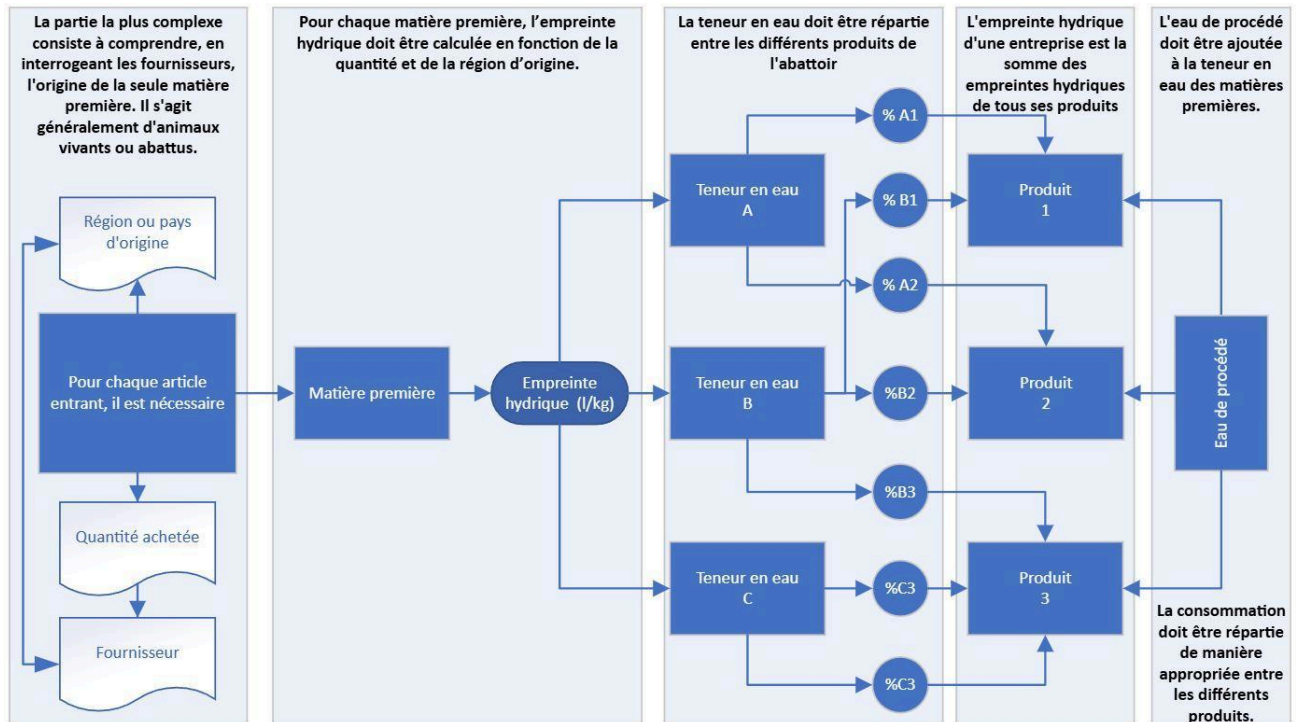 La partie la plus complexe
consiste à comprendre, en
interrogeant les fournisseurs,
l'origine de la seule matière
première. Il s'agit
généralement d'animaux
vivants ou abattus.
Région ou pays
d'origine
Pour chaque article
entrant, il est nécessaire
Quantité achetée
Fournisseur
Pour chaque matière première, l’empreinte
hydrique doit être calculée en fonction de la
quantité et de la région d’origine.
Matière première
Empreinte
hydrique (l/kg)
La teneur en eau doit être répartie
entre les différents produits de
l'abattoir
Teneur en eau
A
Teneur en eau
B
Teneur en eau
C
% A1
% B1
% A2
%B2
%B3
%C3
%C3
L'empreinte hydrique
d'une entreprise est la
somme des
empreintes hydriques
de tous ses produits
Produit
1
Produit
2
Produit
3
L'eau de procédé
doit être ajoutée
à la teneur en
eau des matières
premières.
Eau de procédé
La consommation
doit être répartie
de manière
appropriée entre
les différents
produits.